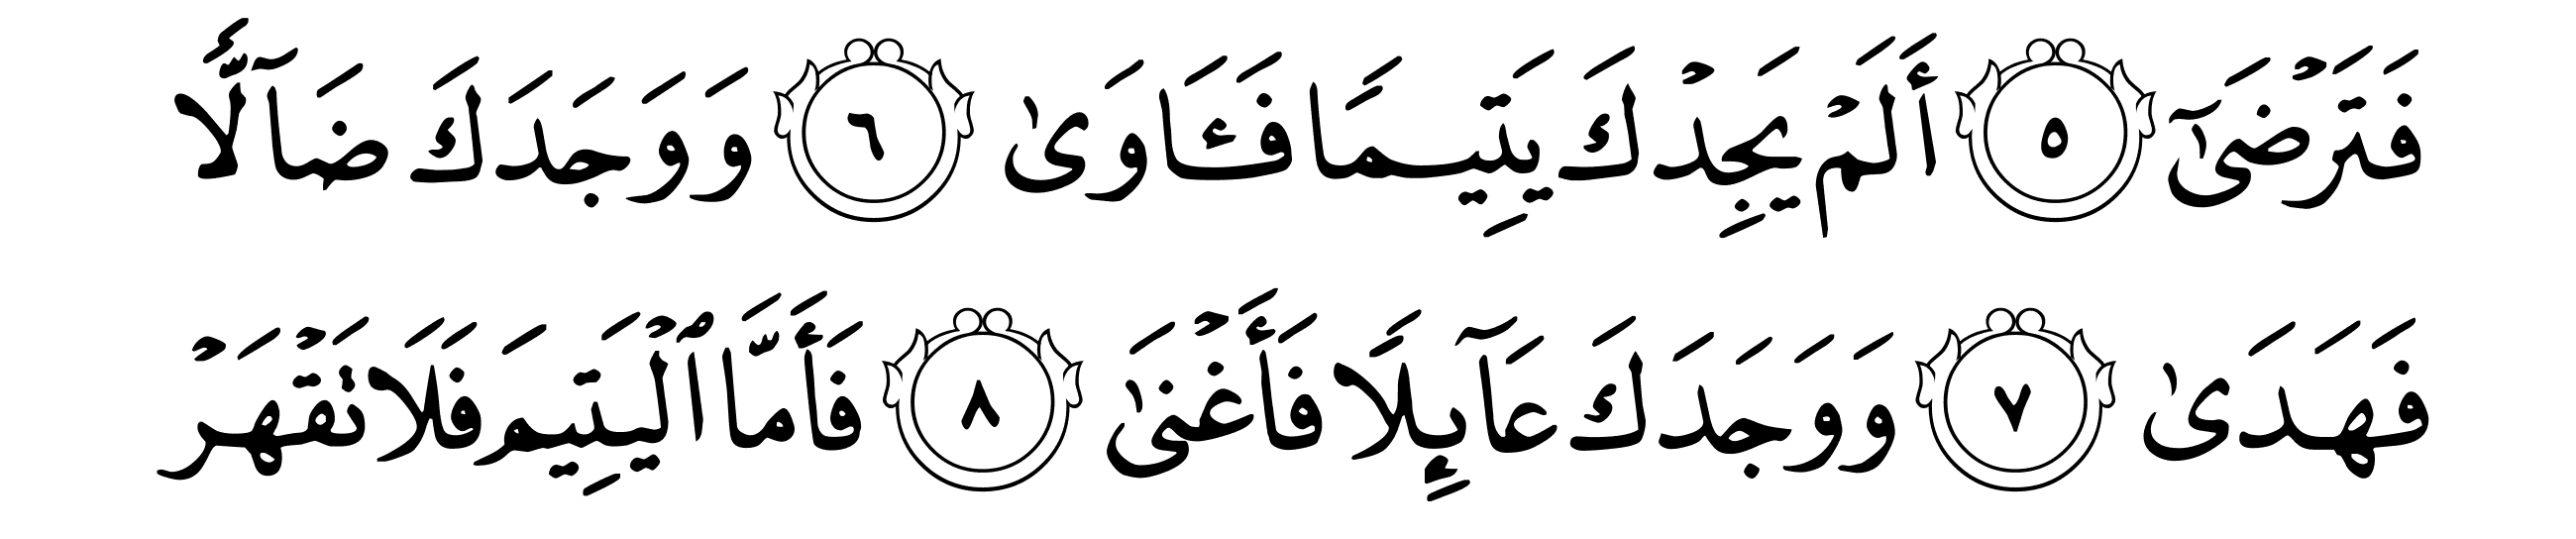 فَتَرْضَىٰٓ ٥ أَلَمْ يَجِدْكَ يَتِيمًا فَـَٔاوَىٰ ٦ وَوَجَدَكَ ضَآلًّا
فَهَدَىٰ ٧ وَوَجَدَكَ عَآئِلًا فَأَغْنَىٰ ٨ فَأَمَّا ٱلْيَتِيمَ فَلَا تَقْهَرْ